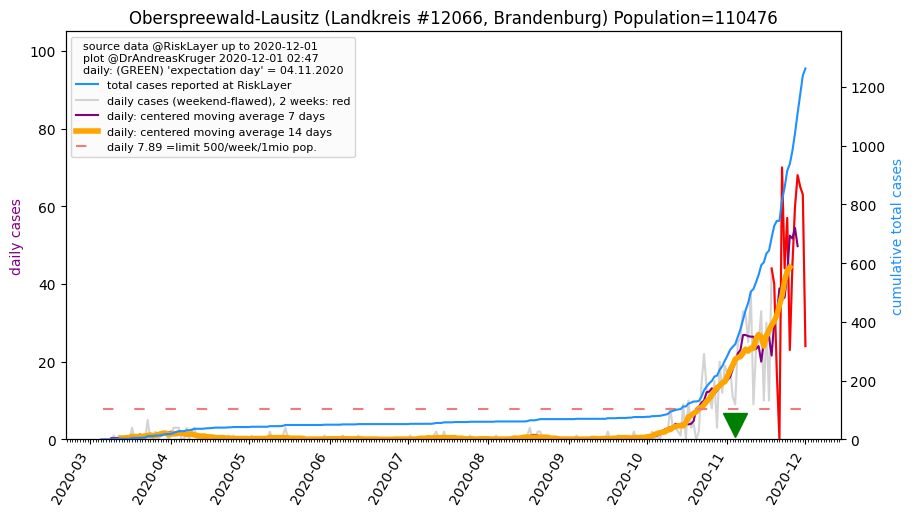 Oberspreewald-Lausitz (Landkreis #12066, Brandenburg) Population=110476
source data @RiskLayer up to 2020-12-01
plot @DrAndreasKruger 2020-12-01 02:47
daily: (GREEN) 'expectation day' = 04.11.2020
total cases reported at RiskLayer
daily cases (weekend-flawed), 2 weeks: red
daily: centered moving average 7 days
daily: centered moving average 14 days
daily 7.89 =limit 500/week/1mio pop.
daily cases
100
80
60
40
20
0
cumulative total cases
1200
1000
800
600
400
200
0
2020-03
2020-04
2020-05
2020-06
2020-07
2020-08
2020-09
2020-10
2020-11
2020-12